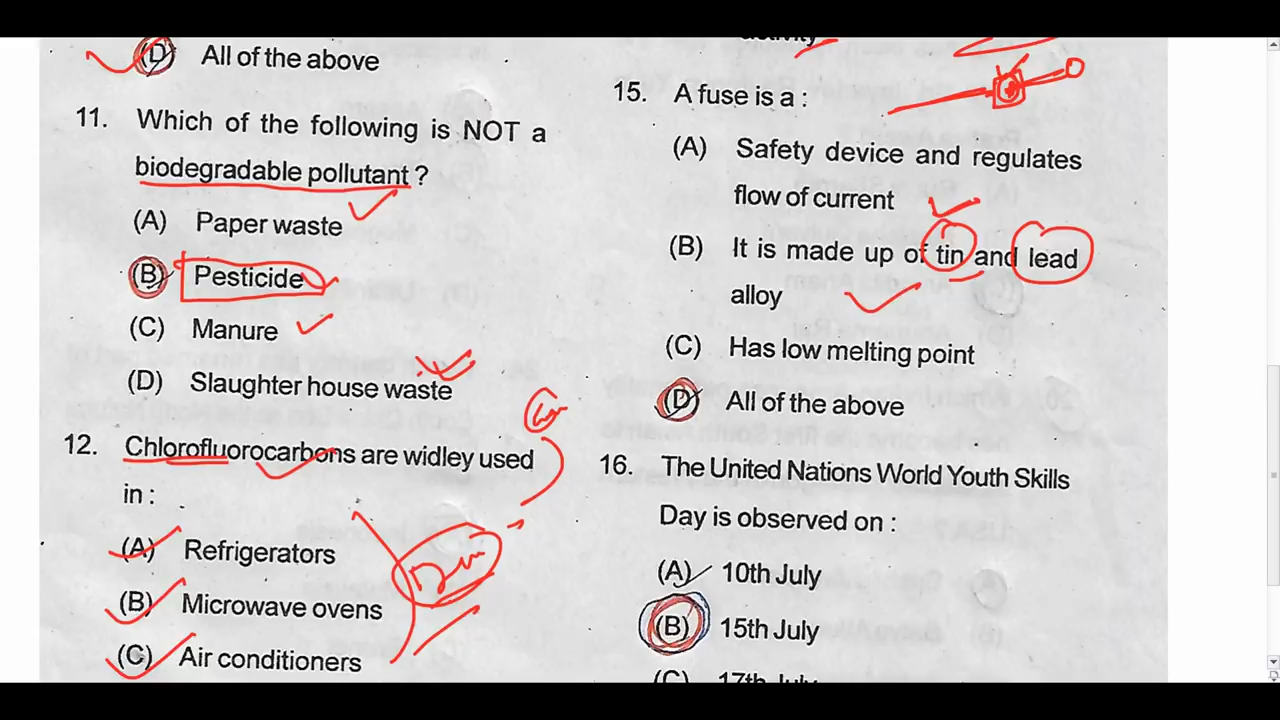 (D) All of the above
11. Which of the following is NOT a
biodegradable pollutant ?
(A) Paper waste
(B) Pesticide
(C) Manure
(D) Slaughter house waste
12. Chlorofluorocarbons are widley used
in :
(A) Refrigerators
(B) Microwave ovens
(C) Air conditioners
activity
15. A fuse is a :
(A) Safety device and regulates
flow of current
(B) It is made up of tin and lead
alloy
(C) Has low melting point
(D) All of the above
16. The United Nations World Youth Skills
Day is observed on :
(A) 10th July
(B) 15th July
(C) 17th July